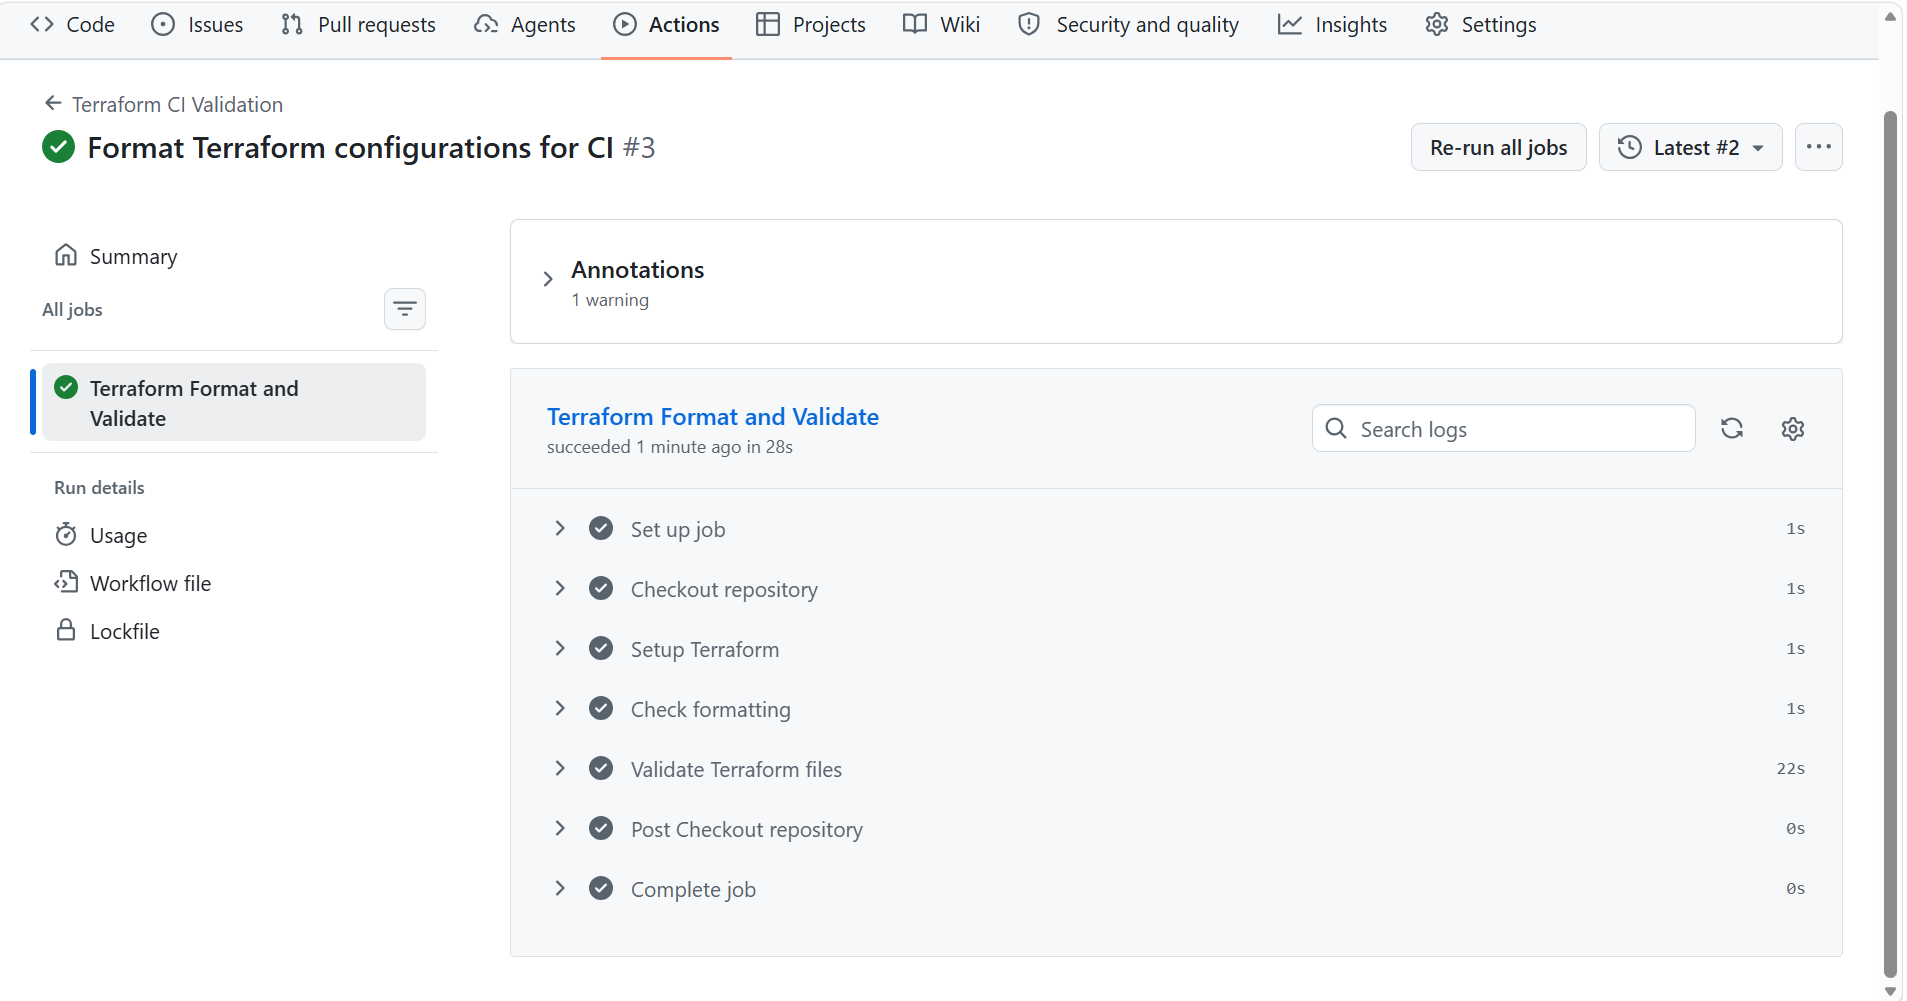 Code Issues Pull requests Agents Actions Projects Wiki Security and quality Insights Settings
Terraform CI Validation
Format Terraform configurations for CI #3
Re-run all jobs
Latest #2
Summary
All jobs
Terraform Format and
Validate
Run details
Usage
Workflow file
Lockfile
Annotations
1 warning
Terraform Format and Validate
succeeded 1 minute ago in 28s
Search logs
Set up job 1s
Checkout repository 1s
Setup Terraform 1s
Check formatting 1s
Validate Terraform files 22s
Post Checkout repository 0s
Complete job 0s